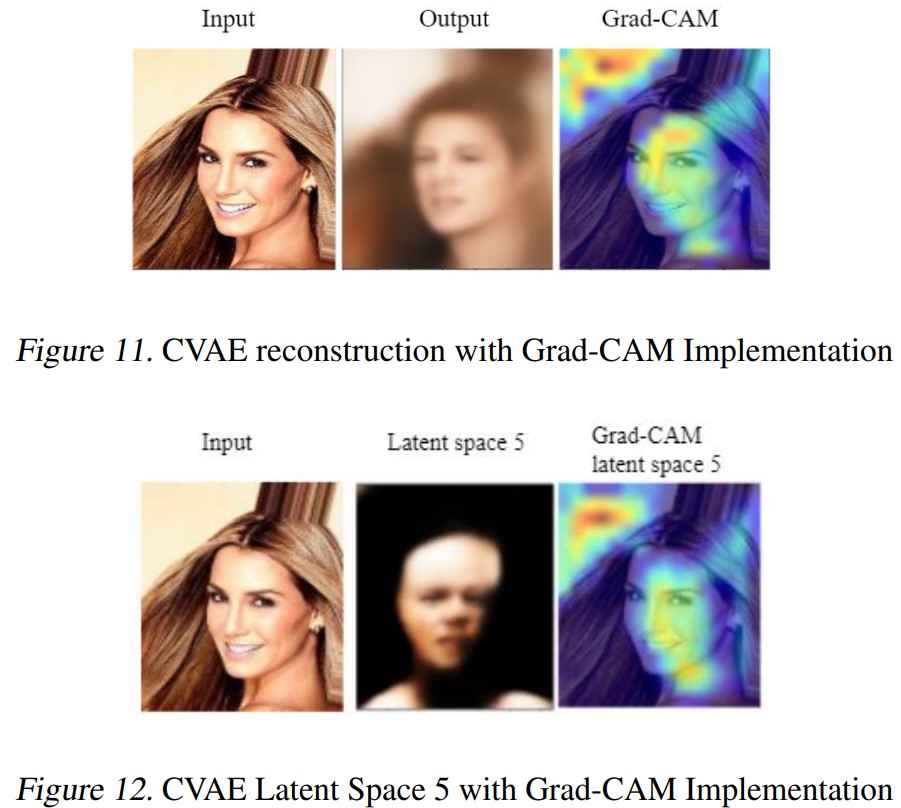 Input Output Grad-CAM
Figure 11. CVAE reconstruction with Grad-CAM Implementation
Input Latent space 5 Grad-CAM
latent space 5
Figure 12. CVAE Latent Space 5 with Grad-CAM Implementation